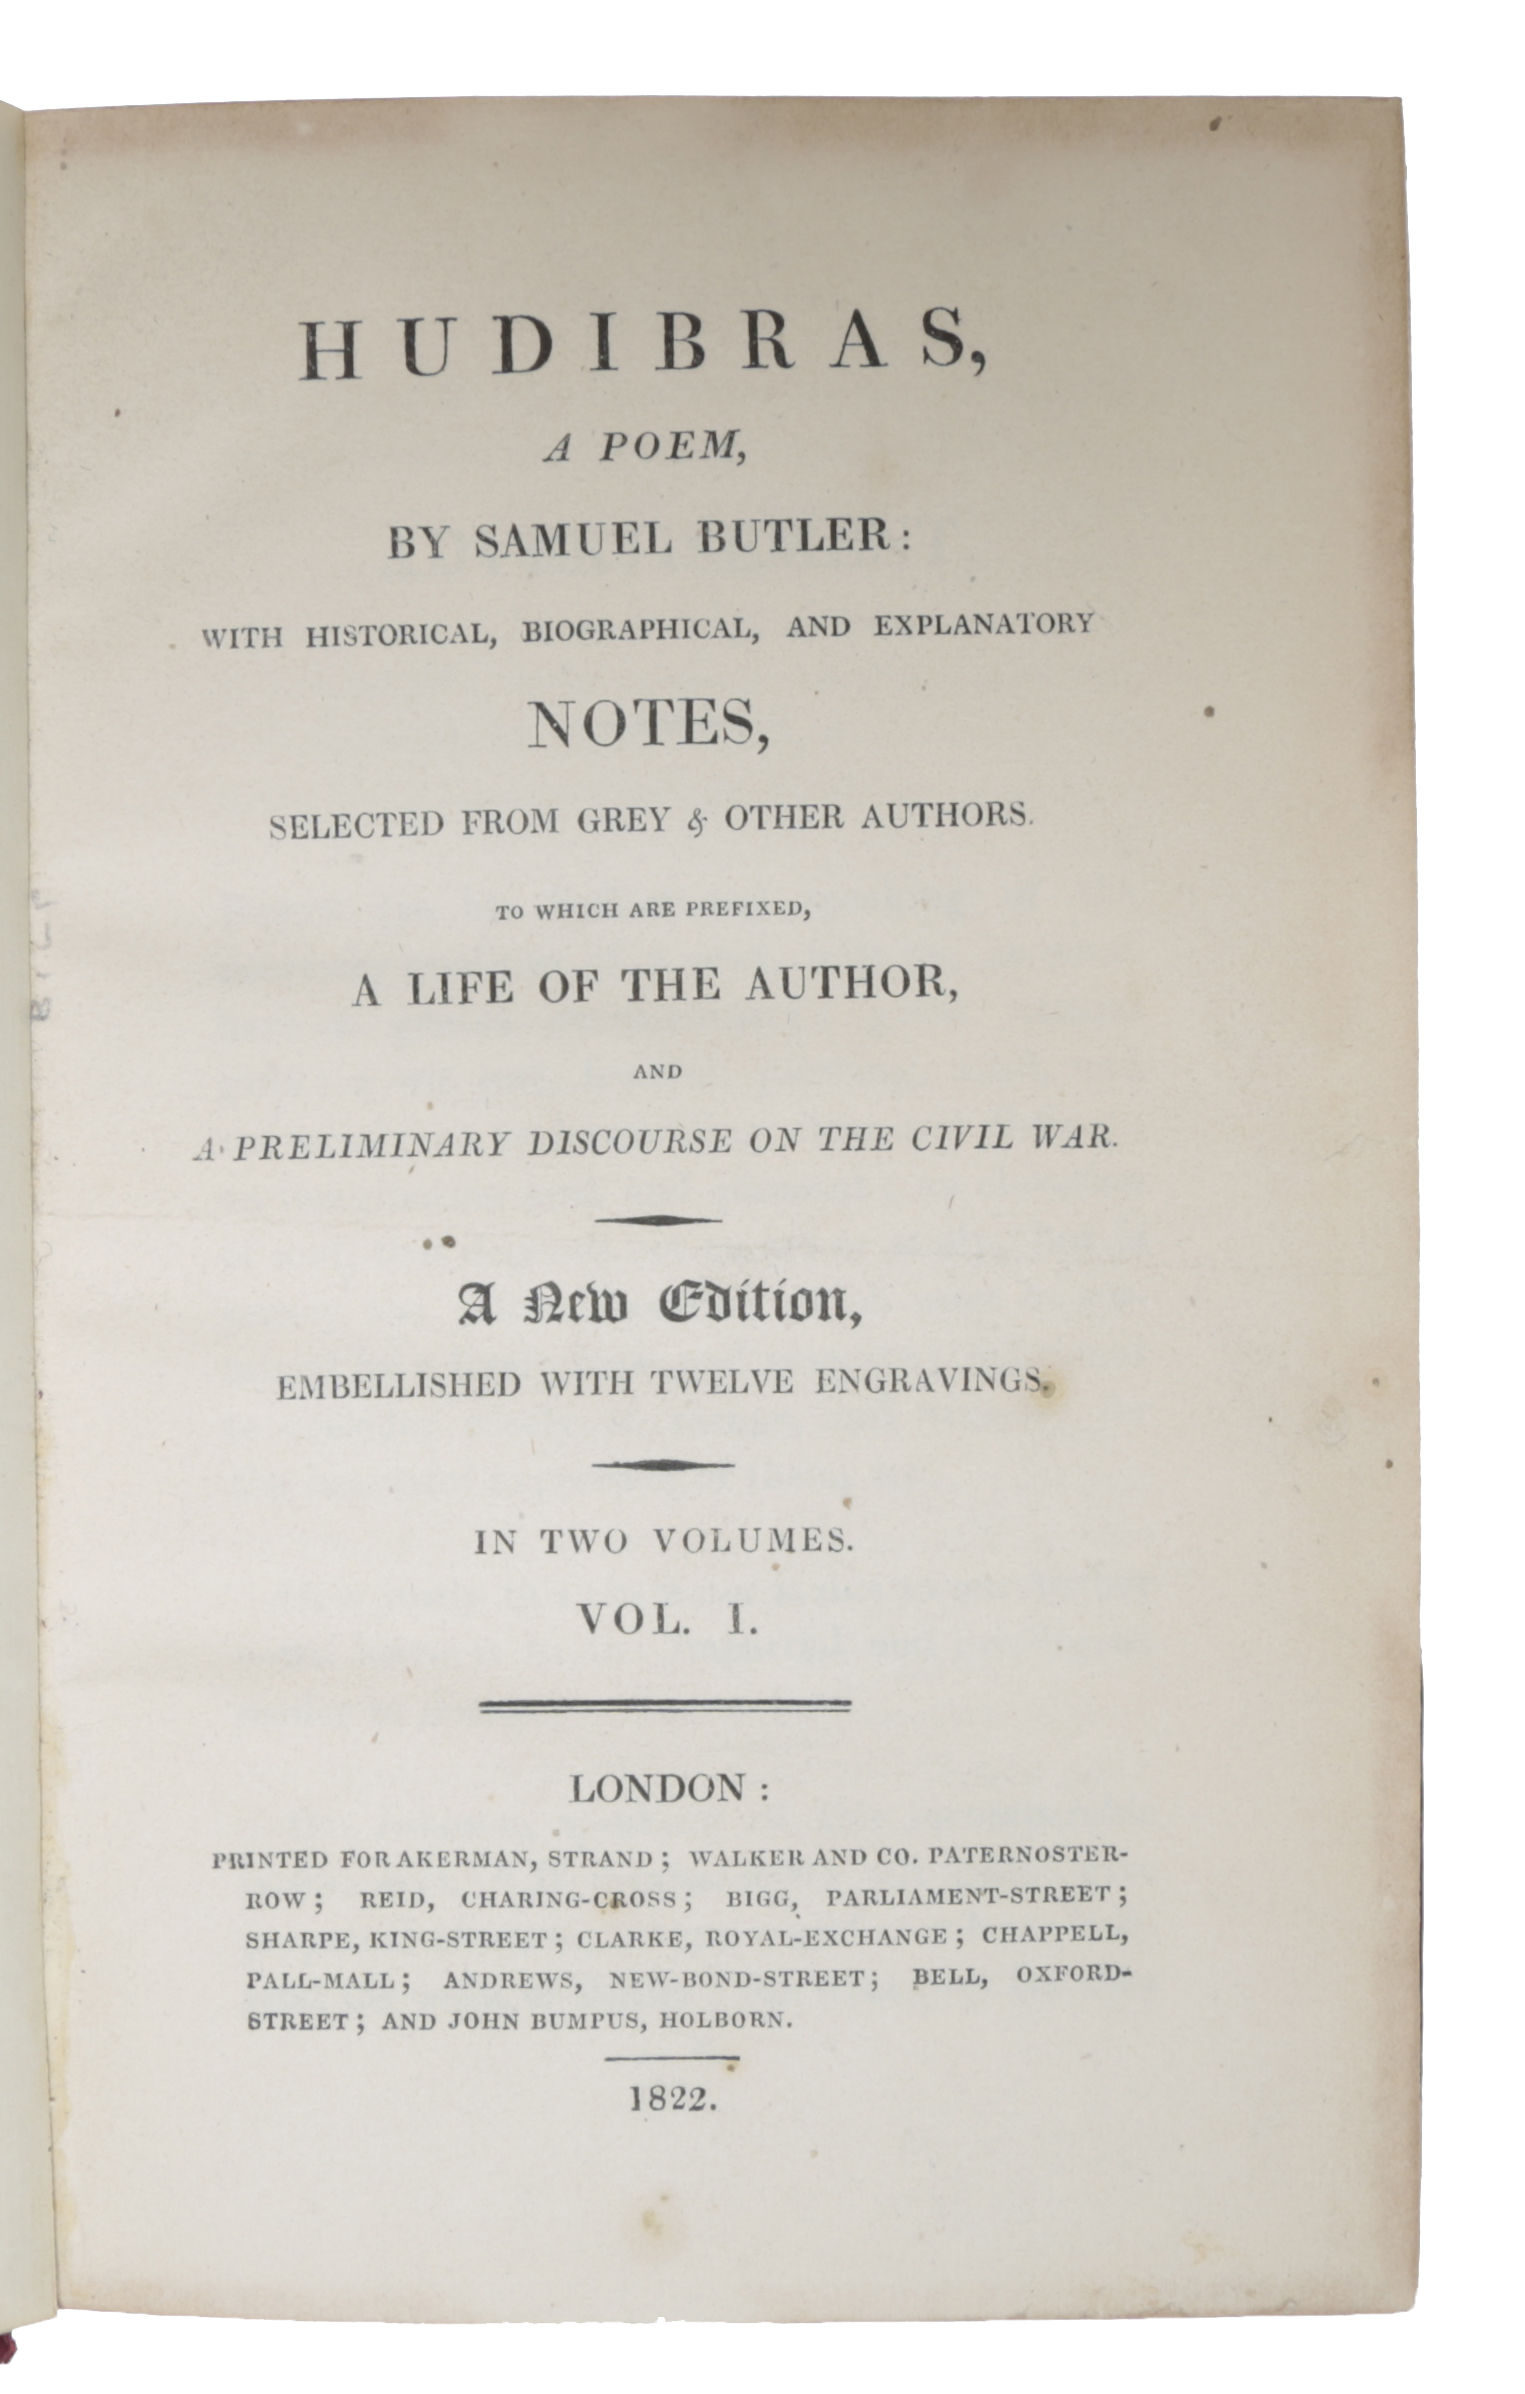 HUDIBRAS,
A POEM,
BY SAMUEL BUTLER:
WITH HISTORICAL, BIOGRAPHICAL, AND EXPLANATORY
NOTES,
SELECTED FROM GREY & OTHER AUTHORS.
TO WHICH ARE PREFIXED,
A LIFE OF THE AUTHOR,
AND
A PRELIMINARY DISCOURSE ON THE CIVIL WAR.
A New Edition,
EMBELLISHED WITH TWELVE ENGRAVINGS.
IN TWO VOLUMES.
VOL. I.
LONDON:
PRINTED FOR AKERMAN, STRAND; WALKER AND CO. PATERNOSTER-
ROW; REID, CHARING-CROSS; BIGG, PARLIAMENT-STREET;
SHARPE, KING-STREET; CLARKE, ROYAL-EXCHANGE; CHAPPELL,
PALL-MALL; ANDREWS, NEW-BOND-STREET; BELL, OXFORD-
STREET; AND JOHN BUMPUS, HOLBORN.
1822.